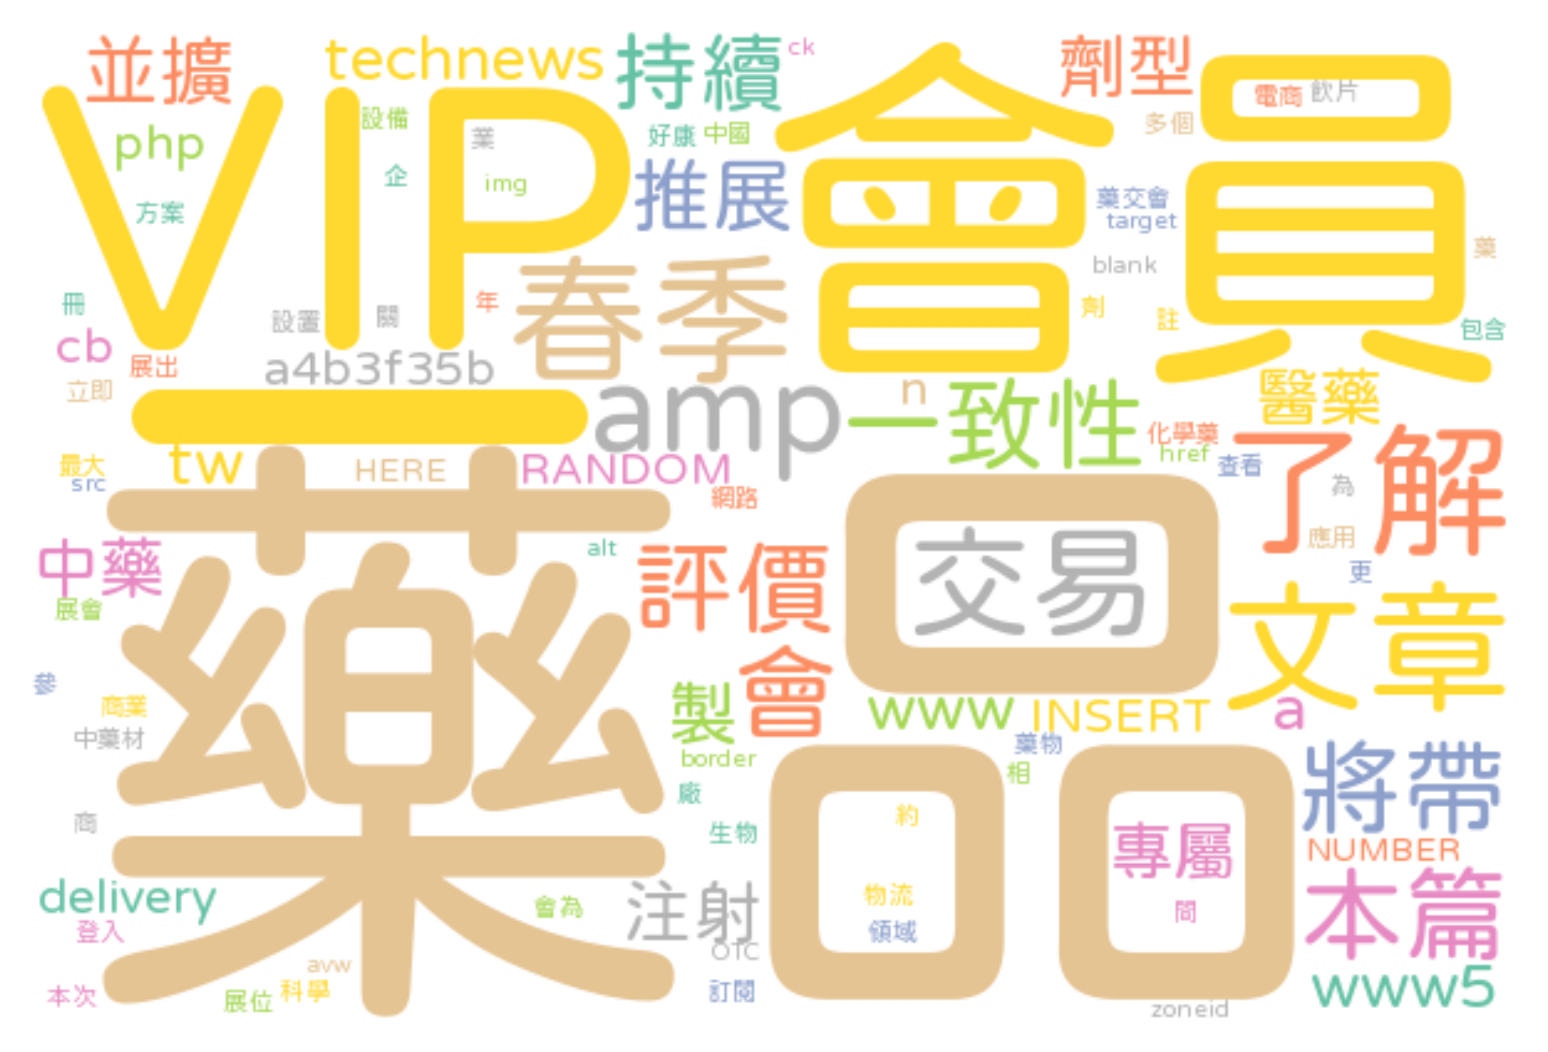 並擴
technews
持續
ck
劑型
電商
飲片
VIP會員
設備
業
php
好康
中國
多個
企
img
推展
方案
藥交會
target
藥
blank
春季
冊
設置
關
年
劑
註
包含
cb
展出
a4b3f35b
立即
amp
n
一致性
醫藥
化學藥
href
了解
最大
src
tw
HERE
RANDOM
查看
網路
為
藥品
交易
應用
中藥
alt
評價
更
展會
文章
會
參
商業
製
www
INSERT
a
中藥材
藥物
border
相
將帶
廠
約
商
生物
專屬
NUMBER
delivery
注射
物流
本篇
會為
間
登入
領域
OTC
avw
本次
展位
科學
訂閱
www5
zoneid